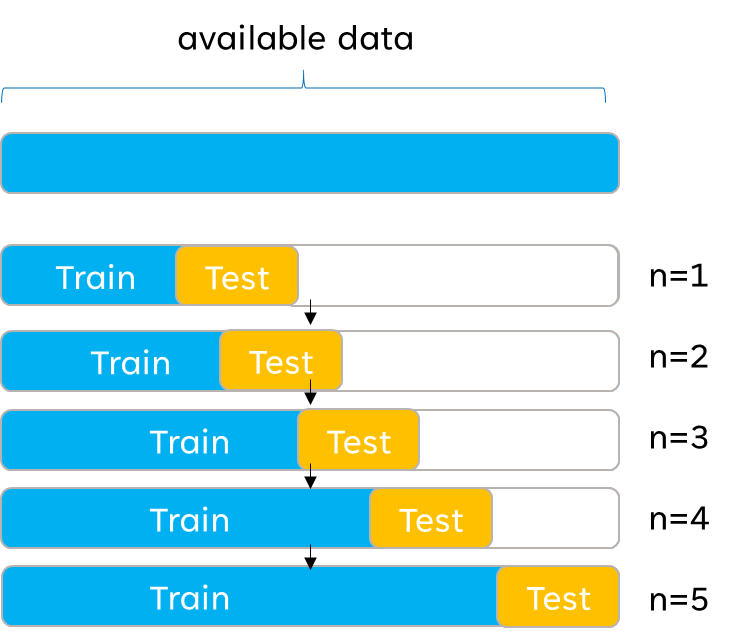 available data
Train Test n=1
Train Test n=2
Train Test n=3
Train Test n=4
Train Test n=5